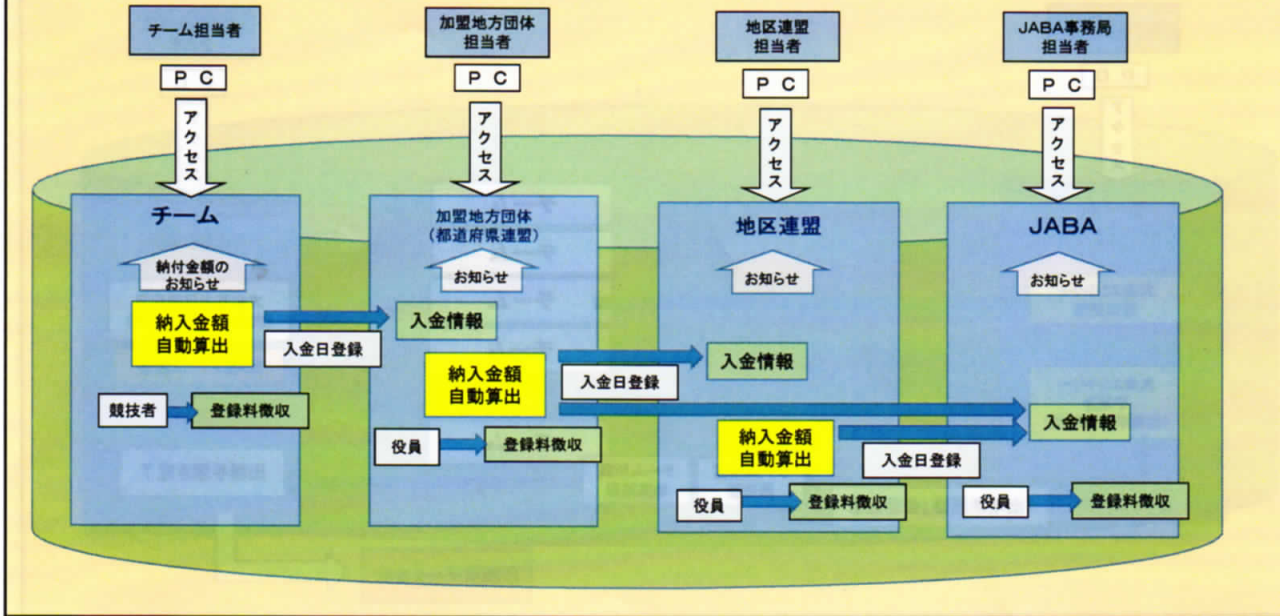 チーム担当者
加盟地方団体
担当者
地区連盟
担当者
JABA事務局
担当者
ＰＣ
ＰＣ
ＰＣ
ＰＣ
アクセス
アクセス
アクセス
アクセス
チーム
納付金額の
お知らせ
納入金額
自動算出
入金日登録
競技者
登録料徴収
加盟地方団体
（都道府県連盟）
お知らせ
入金情報
納入金額
自動算出
入金日登録
役員
登録料徴収
地区連盟
お知らせ
入金情報
納入金額
自動算出
入金日登録
役員
登録料徴収
JABA
お知らせ
入金情報
役員
登録料徴収